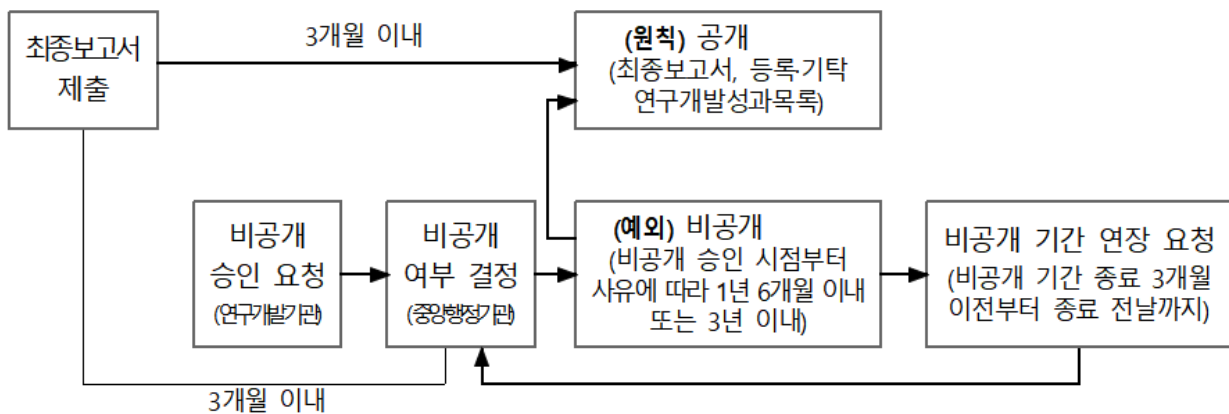 최종보고서
제출
3개월 이내
(원칙) 공개
(최종보고서, 등록·기탁
연구개발성과목록)
비공개
승인 요청
(연구개발기관)
비공개
여부 결정
(중앙행정기관)
(예외) 비공개
(비공개 승인 시점부터
사유에 따라 1년 6개월 이내
또는 3년 이내)
비공개 기간 연장 요청
(비공개 기간 종료 3개월
이전부터 종료 전날까지)
3개월 이내